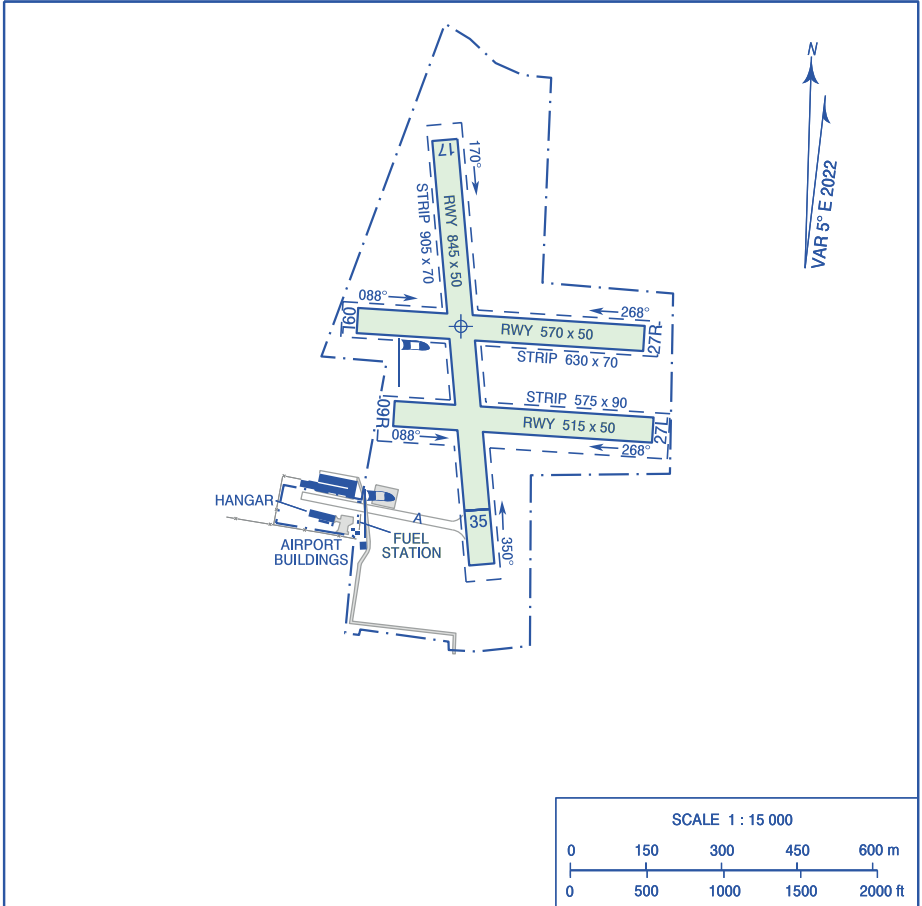 N
VAR 5° E 2022
17
170°
RWY 845 x 50
STRIP 905 x 70
088°
09L
268°
27R
RWY 570 x 50
STRIP 630 x 70
STRIP 575 x 90
09R
RWY 515 x 50
27L
088°
268°
HANGAR
A
35
350°
FUEL
STATION
AIRPORT
BUILDINGS
SCALE 1 : 15 000
0 150 300 450 600 m
0 500 1000 1500 2000 ft